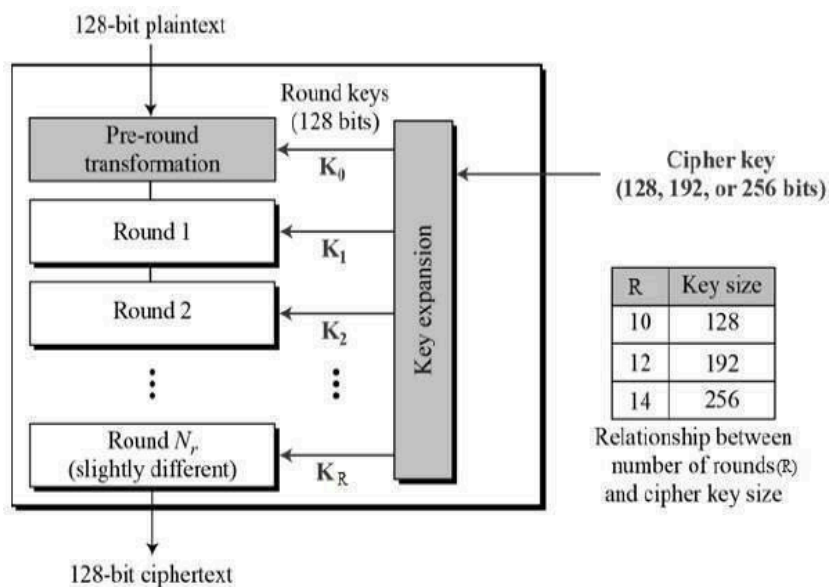 128-bit plaintext
Round keys
(128 bits)
Pre-round
transformation
K0
Cipher key
(128, 192, or 256 bits)
Round 1
K1
Key expansion
Round 2
K2
R Key size
10 128
12 192
14 256
Round Nr
(slightly different)
KR
Relationship between
number of rounds(R)
and cipher key size
128-bit ciphertext